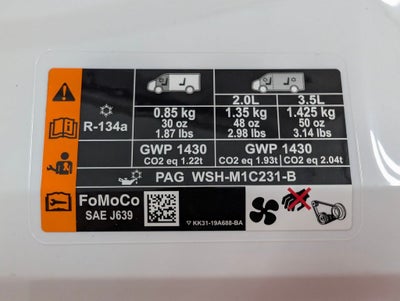 2.0L 3.5L
R-134a 0.85 kg 1.35 kg 1.425 kg
30 oz 48 oz 50 oz
1.87 lbs 2.98 lbs 3.14 lbs
GWP 1430 GWP 1430
CO2 eq 1.22t CO2 eq 1.93t CO2 eq 2.04t
PAG WSH-M1C231-B
FoMoCo
SAE J639
KK31-19A688-BA